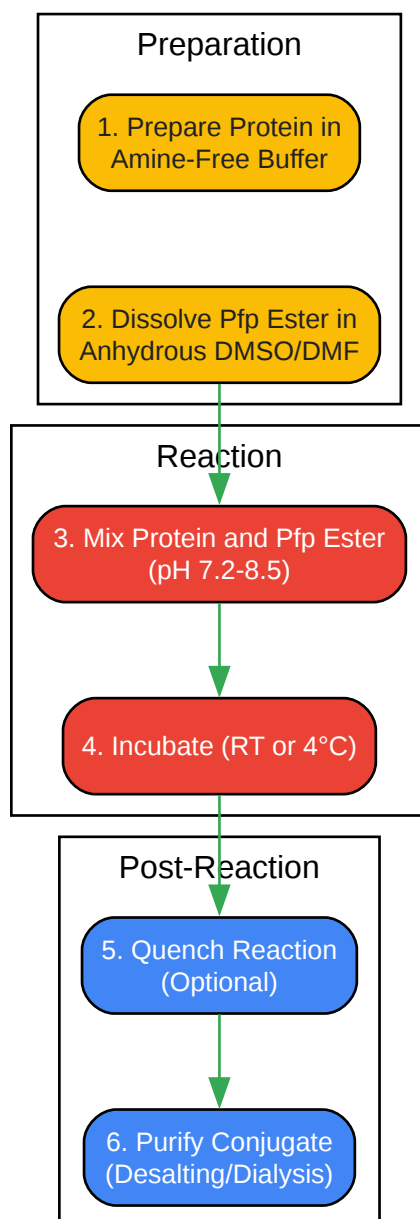 Preparation
1. Prepare Protein in
Amine-Free Buffer
2. Dissolve Pfp Ester in
Anhydrous DMSO/DMF
Reaction
3. Mix Protein and Pfp Ester
(pH 7.2-8.5)
4. Incubate (RT or 4°C)
Post-Reaction
5. Quench Reaction
(Optional)
6. Purify Conjugate
(Desalting/Dialysis)